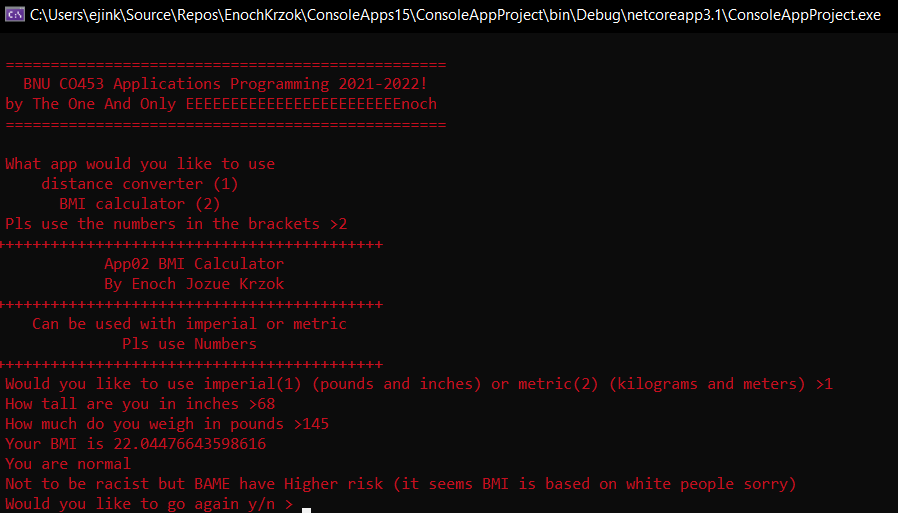 C:\Users\ejink\Source\Repos\EnochKrzok\ConsoleApps15\ConsoleAppProject\bin\Debug\netcoreapp3.1\ConsoleAppProject.exe
=================================================
BNU CO453 Applications Programming 2021-2022!
by The One And Only EEEEEEEEEEEEEEEEEEEEEEEEEnoch
=================================================
What app would you like to use
distance converter (1)
BMI calculator (2)
Pls use the numbers in the brackets >2
++++++++++++++++++++++++++++++++++++++++++
App02 BMI Calculator
By Enoch Jozue Krzok
++++++++++++++++++++++++++++++++++++++++++
Can be used with imperial or metric
Pls use Numbers
++++++++++++++++++++++++++++++++++++++++++
Would you like to use imperial(1) (pounds and inches) or metric(2) (kilograms and meters) >1
How tall are you in inches >68
How much do you weigh in pounds >145
Your BMI is 22.04476643598616
You are normal
Not to be racist but BAME have Higher risk (it seems BMI is based on white people sorry)
Would you like to go again y/n >